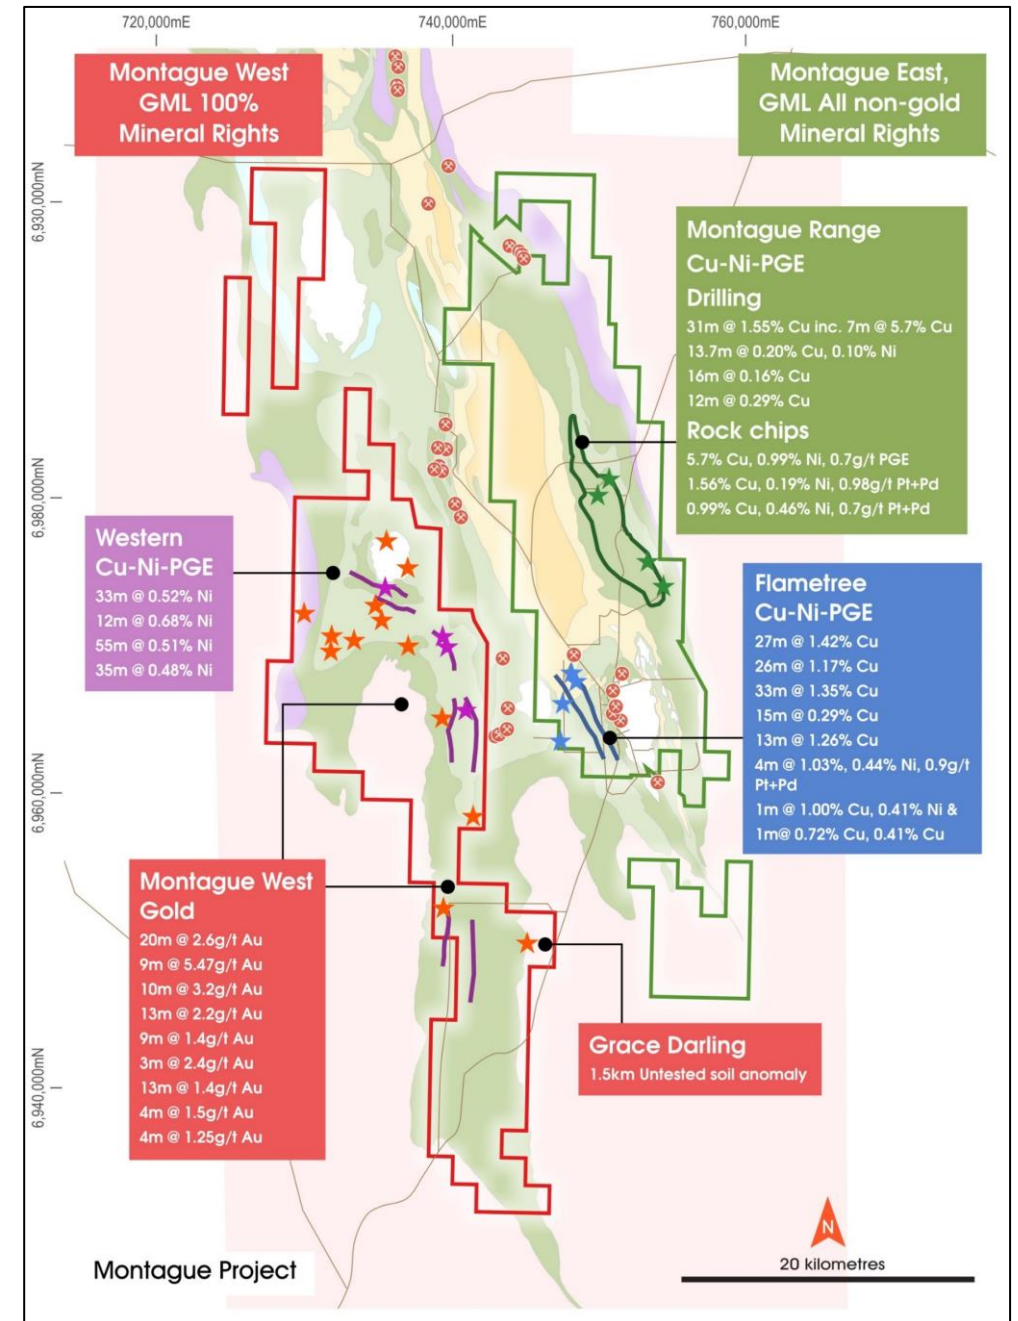 720,000mE
740,000mE
760,000mE
Montague West
GML 100%
Mineral Rights
Montague East,
GML All non-gold
Mineral Rights
6,930,000mN
Montague Range
Cu-Ni-PGE
Drilling
31m @ 1.55% Cu inc. 7m @ 5.7% Cu
13.7m @ 0.20% Cu, 0.10% Ni
16m @ 0.16% Cu
12m @ 0.29% Cu
Rock chips
5.7% Cu, 0.99% Ni, 0.7g/t PGE
1.56% Cu, 0.19% Ni, 0.98g/t Pt+Pd
0.99% Cu, 0.46% Ni, 0.7g/t Pt+Pd
6,980,000mN
Western
Cu-Ni-PGE
33m @ 0.52% Ni
12m @ 0.68% Ni
55m @ 0.51% Ni
35m @ 0.48% Ni
Flametree
Cu-Ni-PGE
27m @ 1.42% Cu
26m @ 1.17% Cu
33m @ 1.35% Cu
15m @ 0.29% Cu
13m @ 1.26% Cu
4m @ 1.03%, 0.44% Ni, 0.9g/t
Pt+Pd
1m @ 1.00% Cu, 0.41% Ni &
1m@ 0.72% Cu, 0.41% Cu
6,960,000mN
Montague West
Gold
20m @ 2.6g/t Au
9m @ 5.47g/t Au
10m @ 3.2g/t Au
13m @ 2.2g/t Au
9m @ 1.4g/t Au
3m @ 2.4g/t Au
13m @ 1.4g/t Au
4m @ 1.5g/t Au
4m @ 1.25g/t Au
Grace Darling
1.5km Untested soil anomaly
6,940,000mN
N
20 kilometres
Montague Project